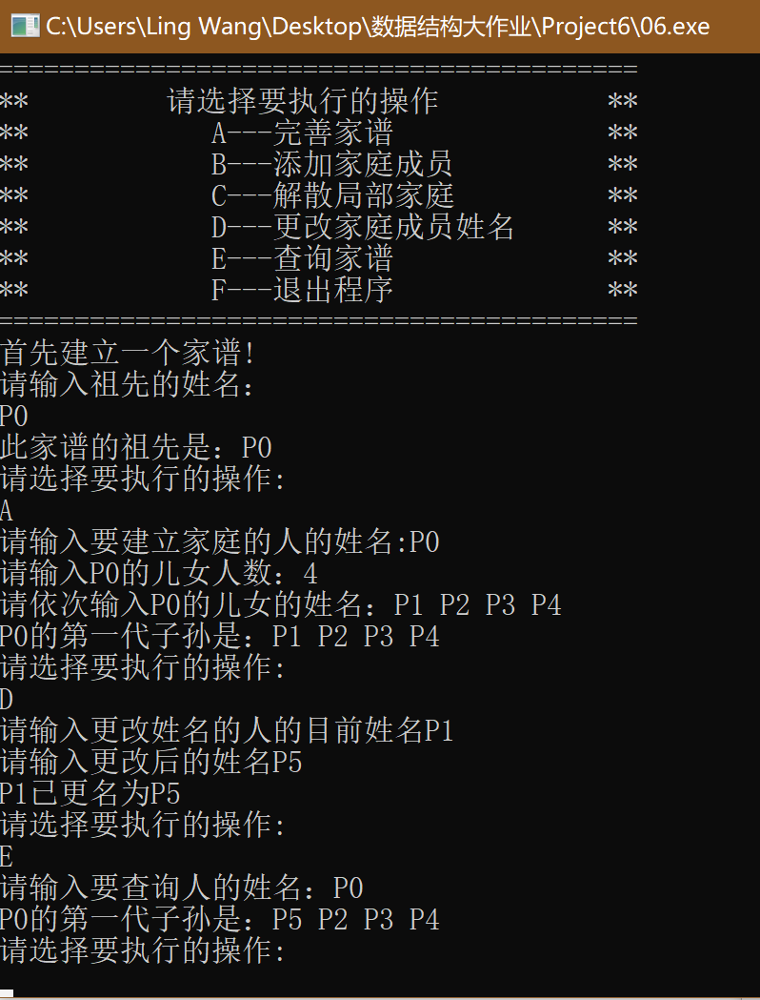 C:\Users\Ling Wang\Desktop\数据结构大作业\Project6\06.exe
==========================================
** 请选择要执行的操作 **
** A---完善家谱 **
** B---添加家庭成员 **
** C---解散局部家庭 **
** D---更改家庭成员姓名 **
** E---查询家谱 **
** F---退出程序 **
==========================================
首先建立一个家谱!
请输入祖先的姓名:
P0
此家谱的祖先是：P0
请选择要执行的操作:
A
请输入要建立家庭的人的姓名:P0
请输入P0的儿女人数：4
请依次输入P0的儿女的姓名：P1 P2 P3 P4
P0的第一代子孙是：P1 P2 P3 P4
请选择要执行的操作:
D
请输入更改姓名的人的目前姓名P1
请输入更改后的姓名P5
P1已更名为P5
请选择要执行的操作:
E
请输入要查询人的姓名：P0
P0的第一代子孙是：P5 P2 P3 P4
请选择要执行的操作: